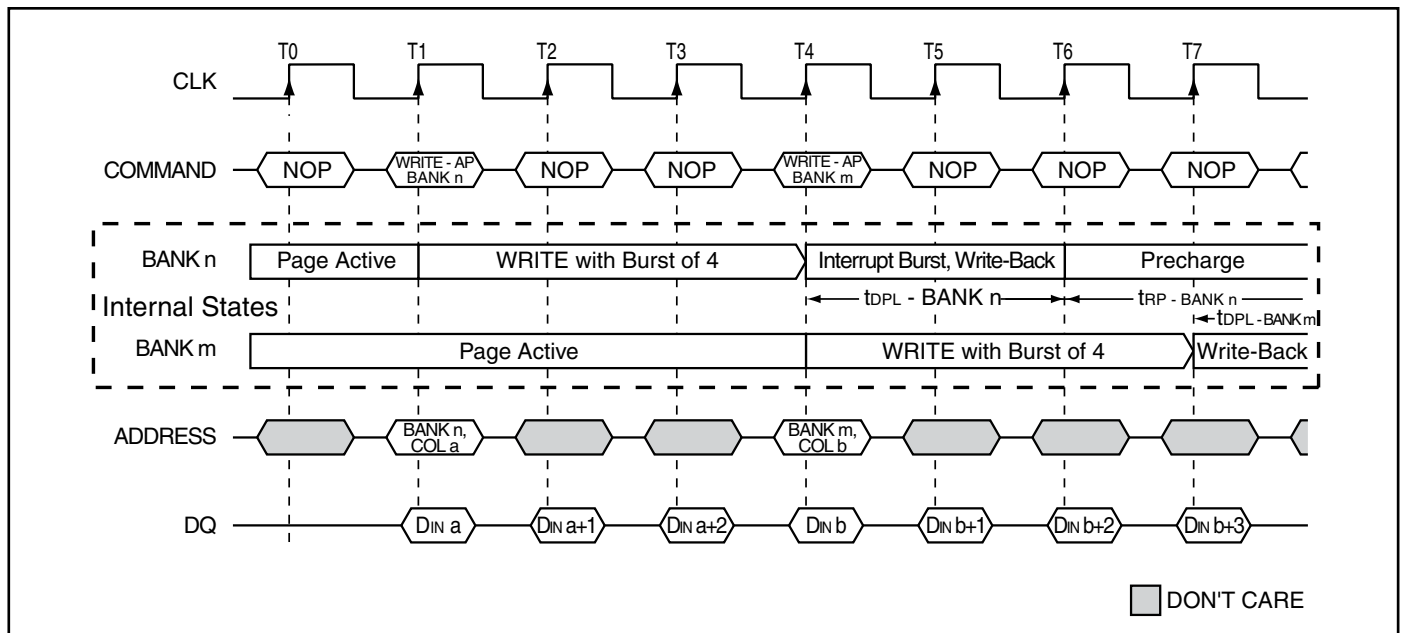 T0 T1 T2 T3 T4 T5 T6 T7
CLK
COMMAND NOP WRITE - AP BANK n NOP NOP WRITE - AP BANK m NOP NOP NOP
BANK n Page Active WRITE with Burst of 4 Interrupt Burst, Write-Back Precharge
Internal States tDPL - BANK n tRP - BANK n
tDPL - BANK m
BANK m Page Active WRITE with Burst of 4 Write-Back
ADDRESS BANK n, COL a BANK m, COL b
DQ DIN a DIN a+1 DIN a+2 DIN b DIN b+1 DIN b+2 DIN b+3
DON'T CARE